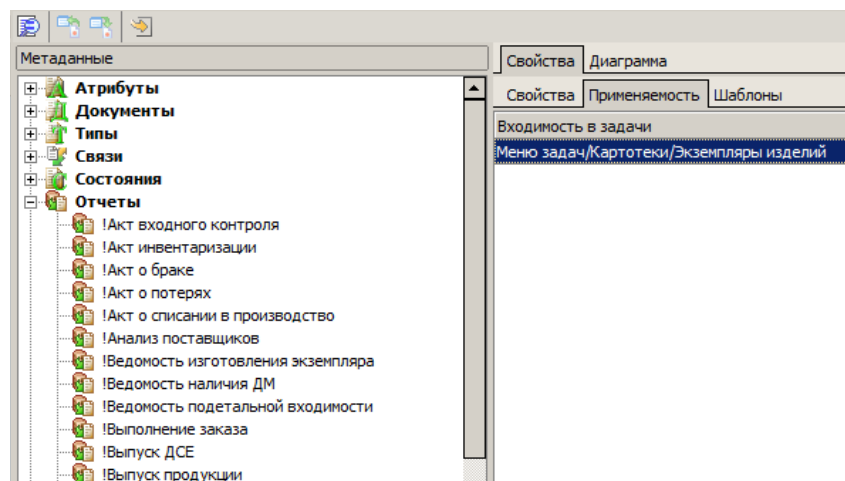 Метаданные
Атрибуты
Документы
Типы
Связи
Состояния
Отчеты
!Акт входного контроля
!Акт инвентаризации
!Акт о браке
!Акт о потерях
!Акт о списании в производство
!Анализ поставщиков
!Ведомость изготовления экземпляра
!Ведомость наличия ДМ
!Ведомость подетальной входимости
!Выполнение заказа
!Выпуск ДСЕ
!Выпуск продукции
Свойства Диаграмма
Свойства Применяемость Шаблоны
Входимость в задачи
Меню задач/Картотеки/Экземпляры изделий